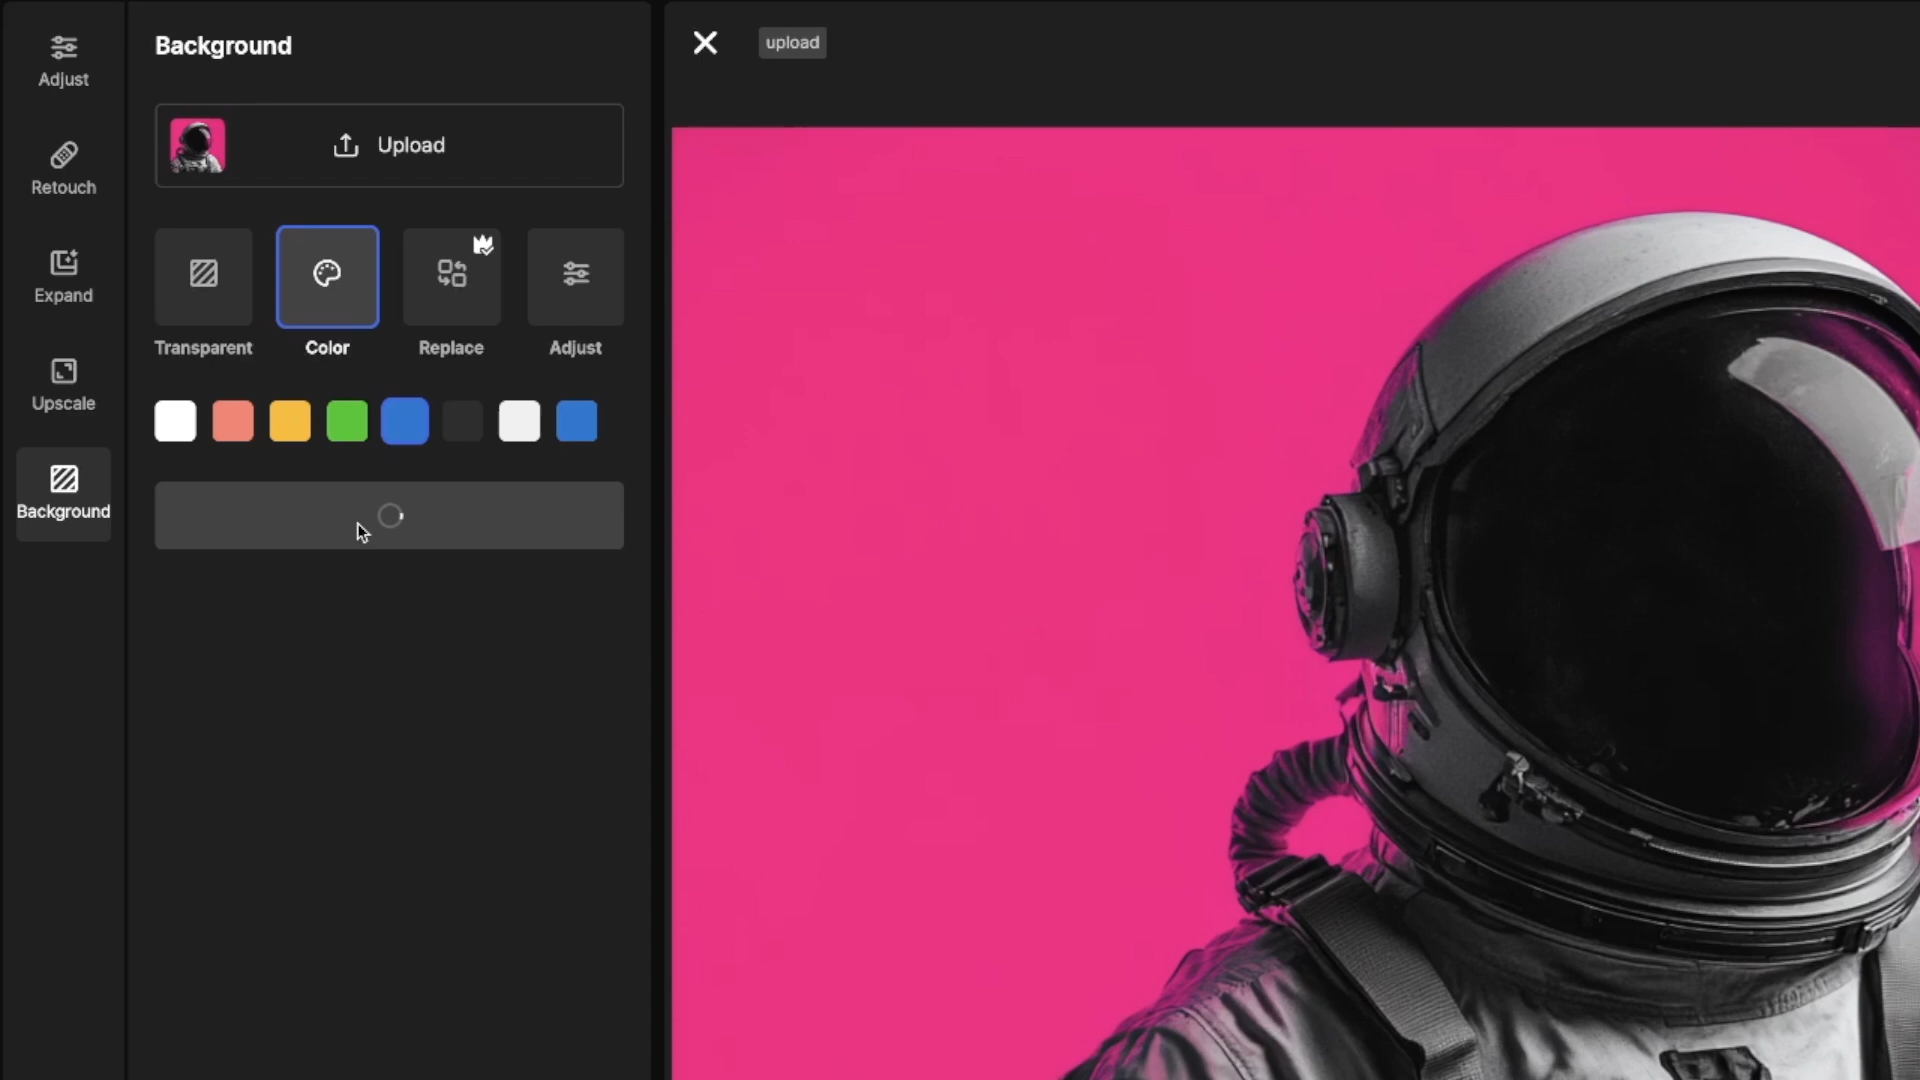 Adjust
Retouch
Expand
Upscale
Background
Background
Upload
Transparent
Color
Replace
Adjust
upload